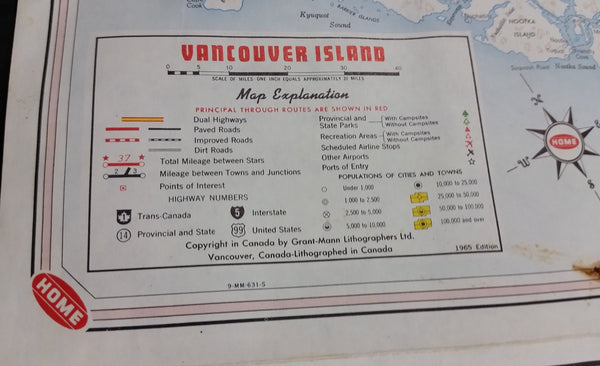 Cook
Kyuquot
Sound
BARRIER ISLANDS
NOOTKA
ISLAND
Nootka Sound
VANCOUVER ISLAND
0 5 10 20 30 40
SCALE OF MILES-ONE INCH EQUALS APPROXIMATELY 21 MILES
Map Explanation
PRINCIPAL THROUGH ROUTES ARE SHOWN IN RED
Dual Highways
Paved Roads
Improved Roads
Dirt Roads
37 Total Mileage between Stars
2 3 Mileage between Towns and Junctions
Points of Interest
HIGHWAY NUMBERS
1 Trans-Canada
5 Interstate
14 Provincial and State
99 United States
Provincial and State Parks With Campsites
Without Campsites
Recreation Areas With Campsites
Without Campsites
Scheduled Airline Stops
Other Airports
Ports of Entry
POPULATIONS OF CITIES AND TOWNS
Under 1,000
1,000 to 2,500
2,500 to 5,000
5,000 to 10,000
10,000 to 25,000
25,000 to 50,000
50,000 to 100,000
100,000 and over
Copyright in Canada by Grant-Mann Lithographers Ltd.
Vancouver, Canada-Lithographed in Canada
1965 Edition
9-MM-631-S
HOME
HOME